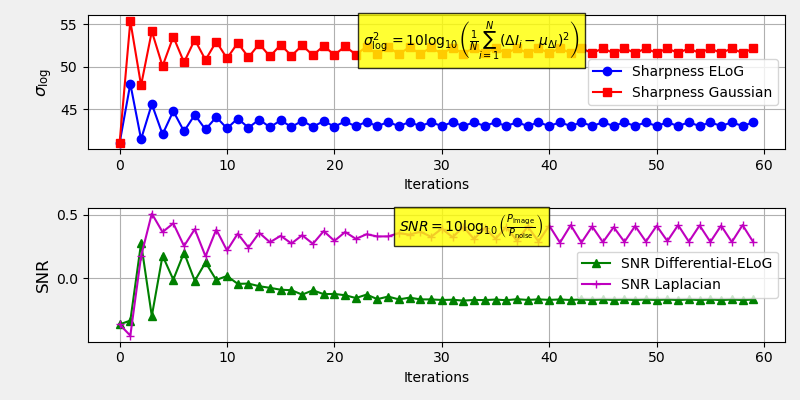 55
50
45
σlog
σ²log = 10log₁₀(1/N ∑ᵢ₌₁ᴺ (ΔIᵢ − μΔI)²)
Sharpness ELoG
Sharpness Gaussian
0 10 20 30 40 50 60
Iterations
0.5
0.0
SNR
SNR = 10log₁₀(Pimage/Pnoise)
SNR Differential-ELoG
SNR Laplacian
0 10 20 30 40 50 60
Iterations